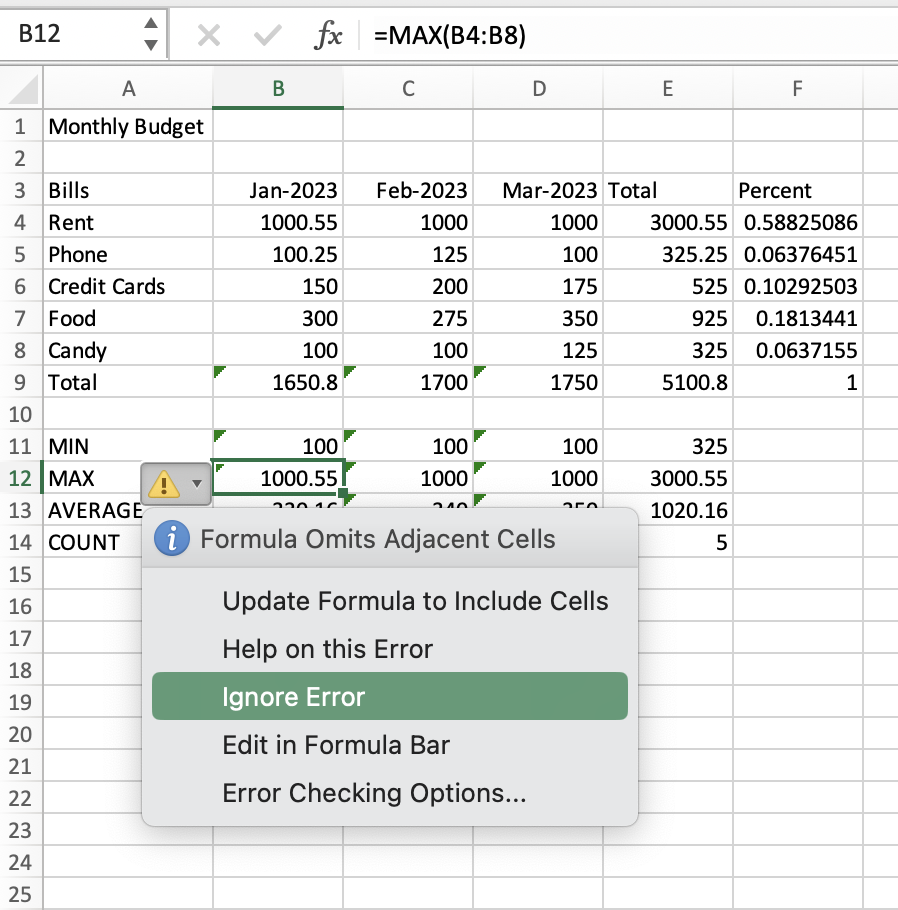 B12 fx =MAX(B4:B8)
A B C D E F
1 Monthly Budget
2
3 Bills Jan-2023 Feb-2023 Mar-2023 Total Percent
4 Rent 1000.55 1000 1000 3000.55 0.58825086
5 Phone 100.25 125 100 325.25 0.06376451
6 Credit Cards 150 200 175 525 0.10292503
7 Food 300 275 350 925 0.1813441
8 Candy 100 100 125 325 0.0637155
9 Total 1650.8 1700 1750 5100.8 1
10
11 MIN 100 100 100 325
12 MAX 1000.55 1000 1000 3000.55
13 AVERAGE 330.16 340 350 1020.16
14 COUNT 5
Formula Omits Adjacent Cells
15
Update Formula to Include Cells
16
17
Help on this Error
18
Ignore Error
19
20
Edit in Formula Bar
21
Error Checking Options...
22
23
24
25